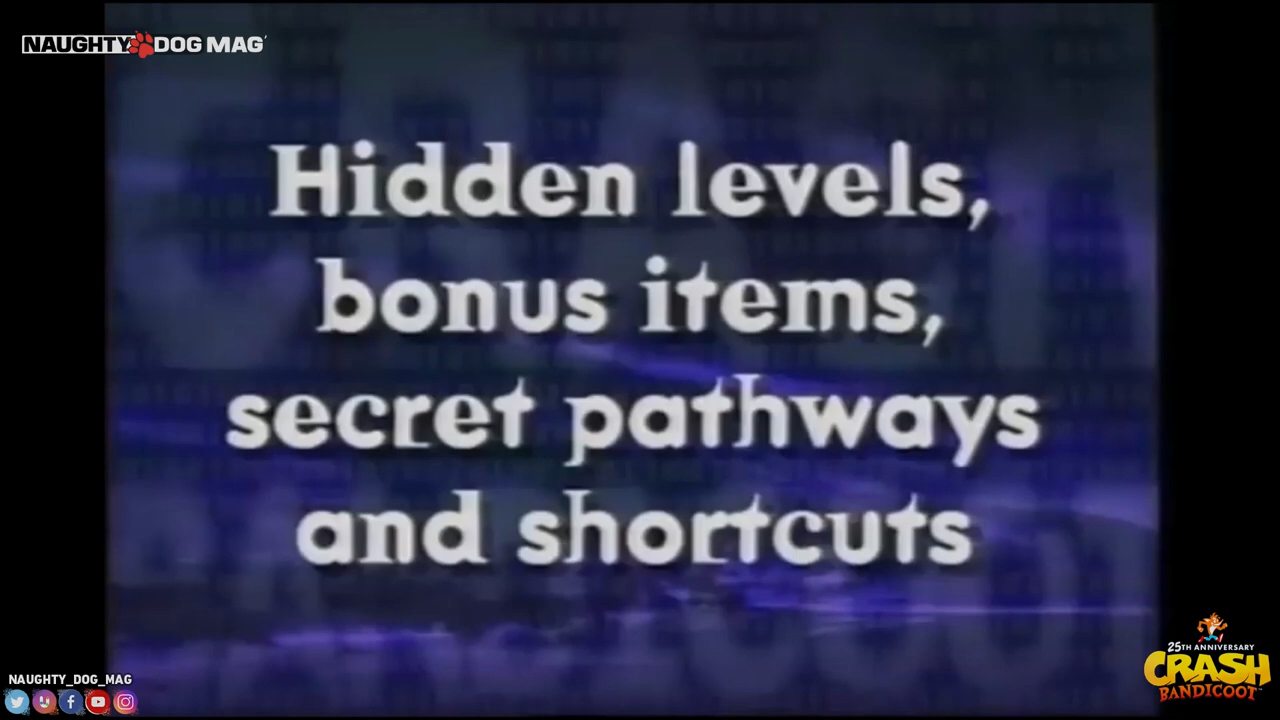 NAUGHTY DOG MAG
Hidden levels,
bonus items,
secret pathways
and shortcuts
NAUGHTY_DOG_MAG
25TH ANNIVERSARY
CRASH
BANDICOOT